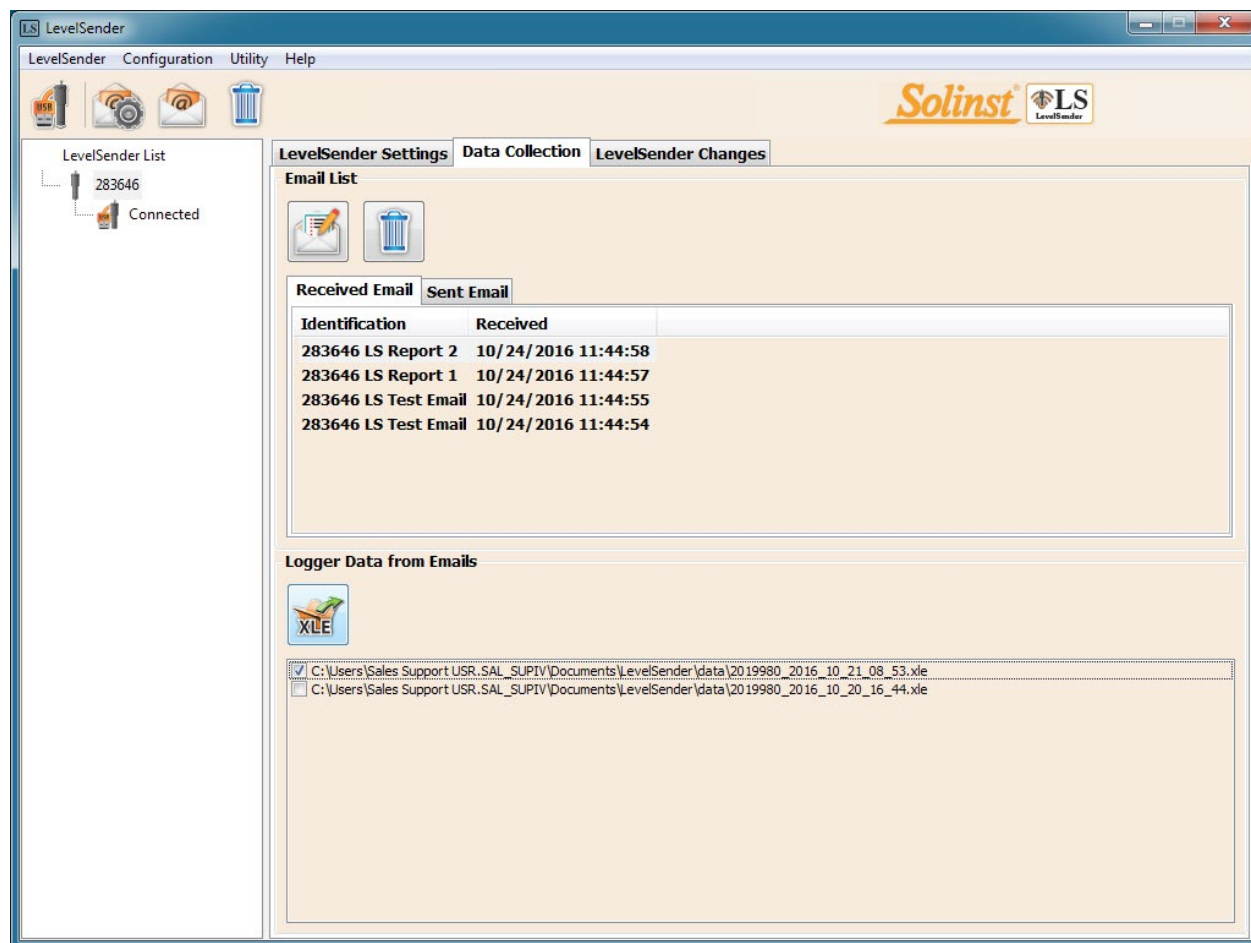 LS LevelSender
LevelSender Configuration Utility Help
USB @ @ Solinst® LS
LevelSender
LevelSender List
283646
USB Connected
LevelSender Settings Data Collection LevelSender Changes
Email List
Received Email Sent Email
Identification Received
283646 LS Report 2 10/24/2016 11:44:58
283646 LS Report 1 10/24/2016 11:44:57
283646 LS Test Email 10/24/2016 11:44:55
283646 LS Test Email 10/24/2016 11:44:54
Logger Data from Emails
XLE
C:\Users\Sales Support USR.SAL_SUPIV\Documents\LevelSender\data\2019980_2016_10_21_08_53.xle
C:\Users\Sales Support USR.SAL_SUPIV\Documents\LevelSender\data\2019980_2016_10_20_16_44.xle